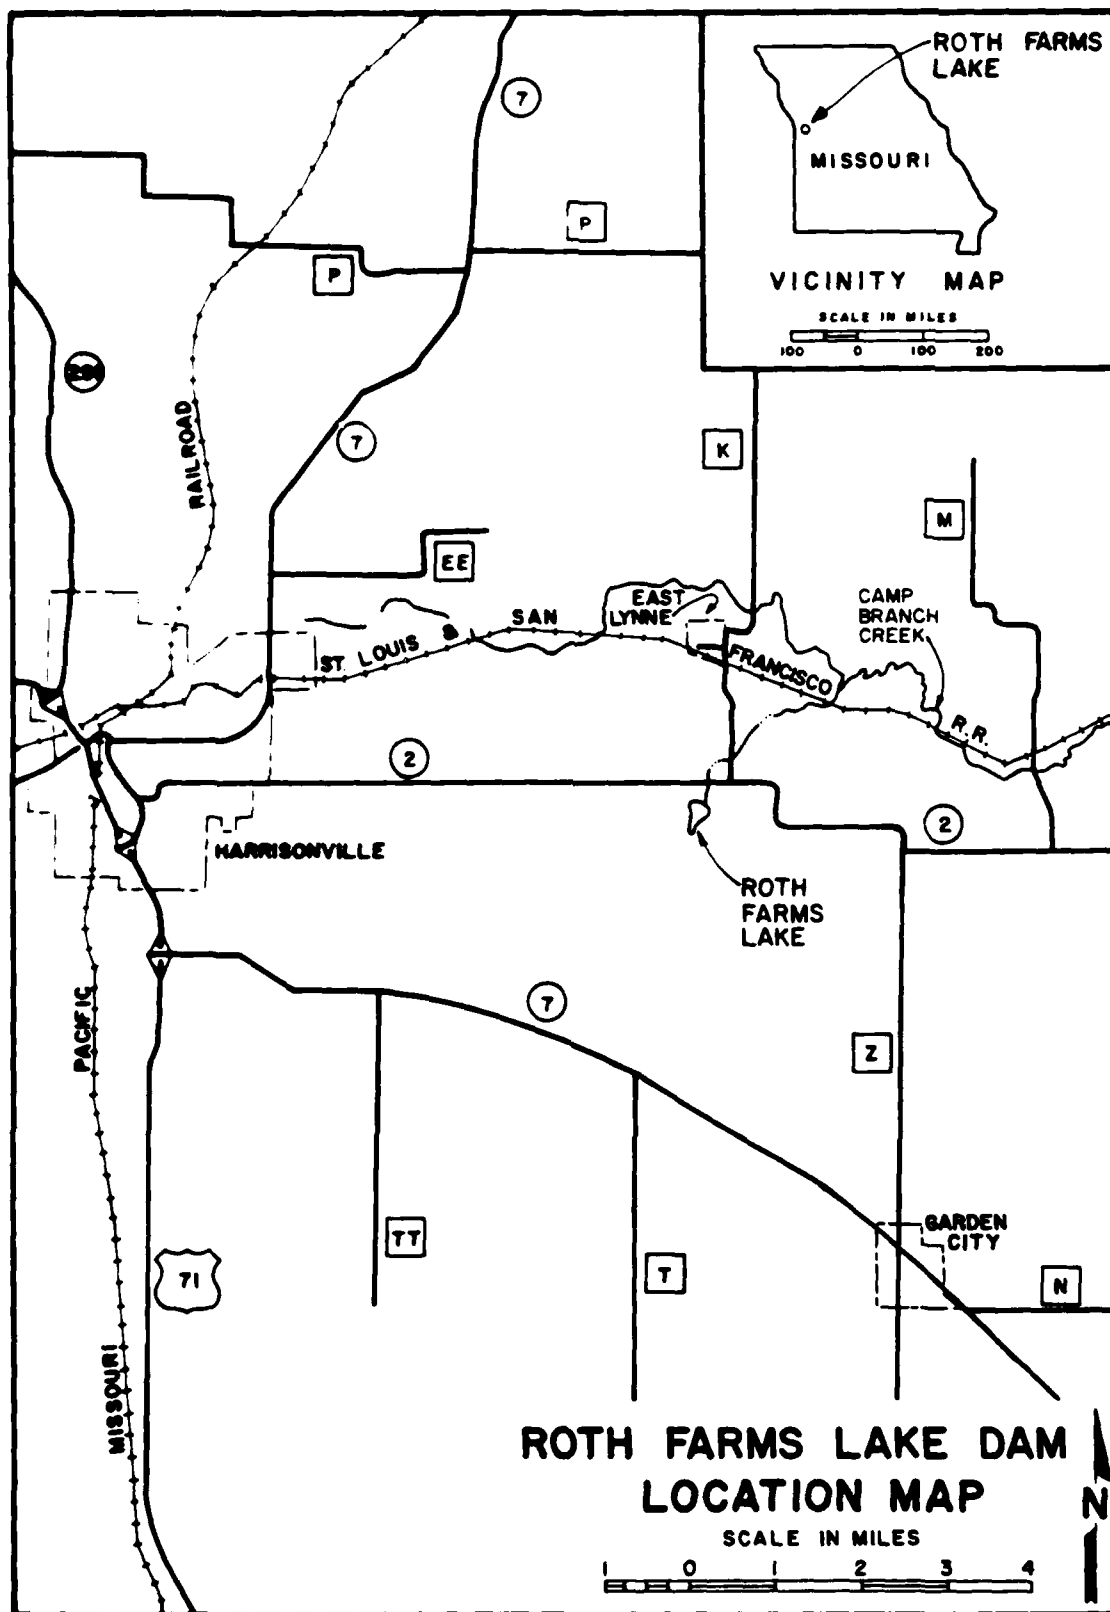 ROTH FARMS
LAKE
MISSOURI
VICINITY MAP
SCALE IN MILES
100 0 100 200
7
P
P
7
RAILROAD
K
M
EE
EAST
LYNNE
CAMP
BRANCH
CREEK
ST. LOUIS & SAN FRANCISCO R.R.
2
2
HARRISONVILLE
ROTH
FARMS
LAKE
7
Z
PACIFIC
TT
T
GARDEN
CITY
N
71
MISSOURI
ROTH FARMS LAKE DAM
LOCATION MAP
SCALE IN MILES
1 0 1 2 3 4
N